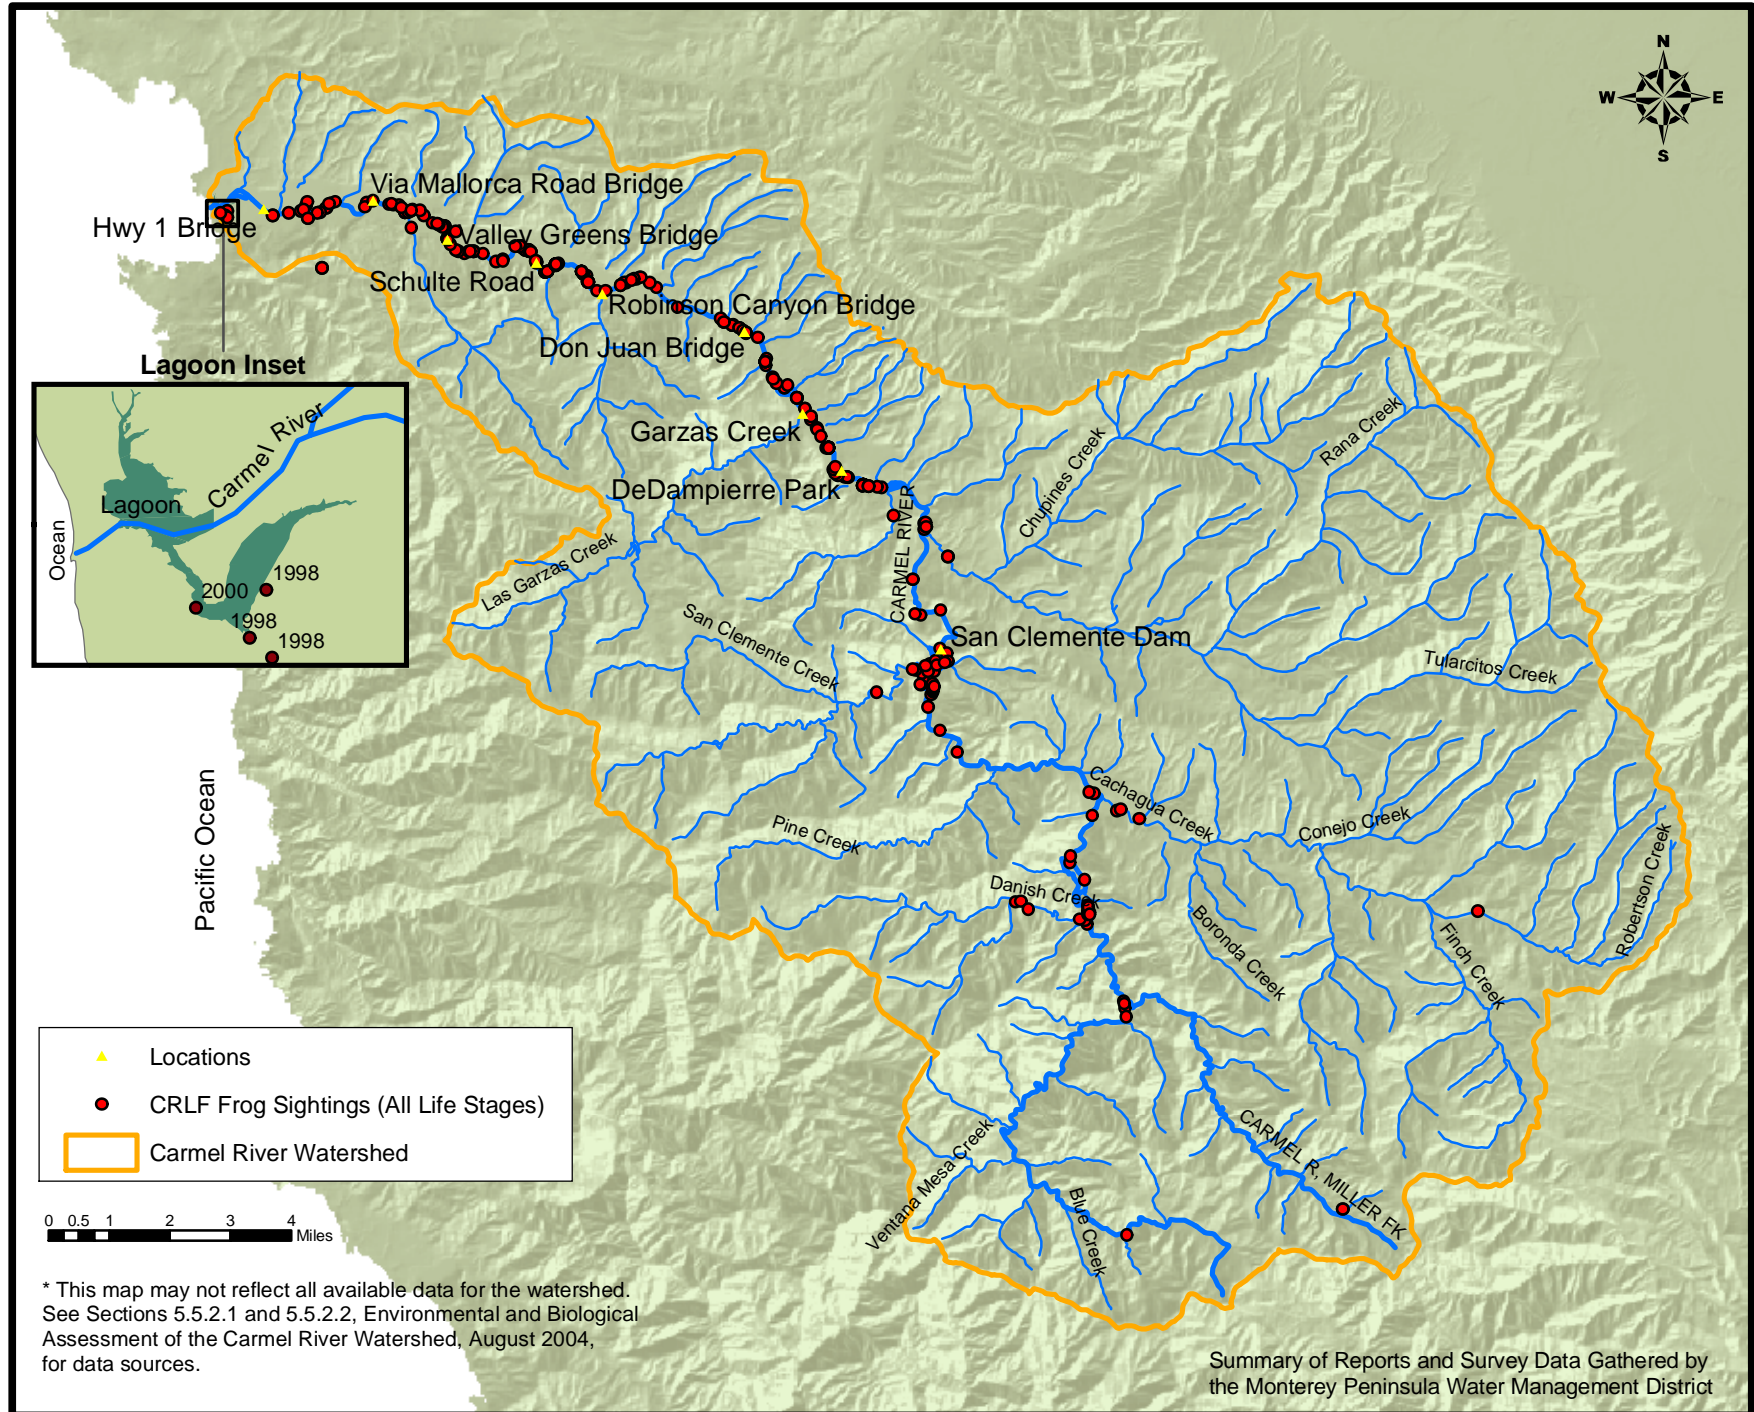 N
W
E
S
Via Mallorca Road Bridge
Hwy 1 Bridge
Valley Greens Bridge
Schulte Road
Robinson Canyon Bridge
Don Juan Bridge
Lagoon Inset
Carmel River
Lagoon
Ocean
2000
1998
1998
1998
Garzas Creek
DeDampierre Park
Rana Creek
Chupines Creek
CARMEL RIVER
Las Garzas Creek
San Clemente Creek
San Clemente Dam
Tularcitos Creek
Pacific Ocean
Cachagua Creek
Pine Creek
Conejo Creek
Danish Creek
Robertson Creek
Boronda Creek
Finch Creek
Ventana Mesa Creek
Blue Creek
CARMEL R, MILLER FK
Locations
CRLF Frog Sightings (All Life Stages)
Carmel River Watershed
0 0.5 1 2 3 4
Miles
* This map may not reflect all available data for the watershed.
See Sections 5.5.2.1 and 5.5.2.2, Environmental and Biological
Assessment of the Carmel River Watershed, August 2004,
for data sources.
Summary of Reports and Survey Data Gathered by
the Monterey Peninsula Water Management District